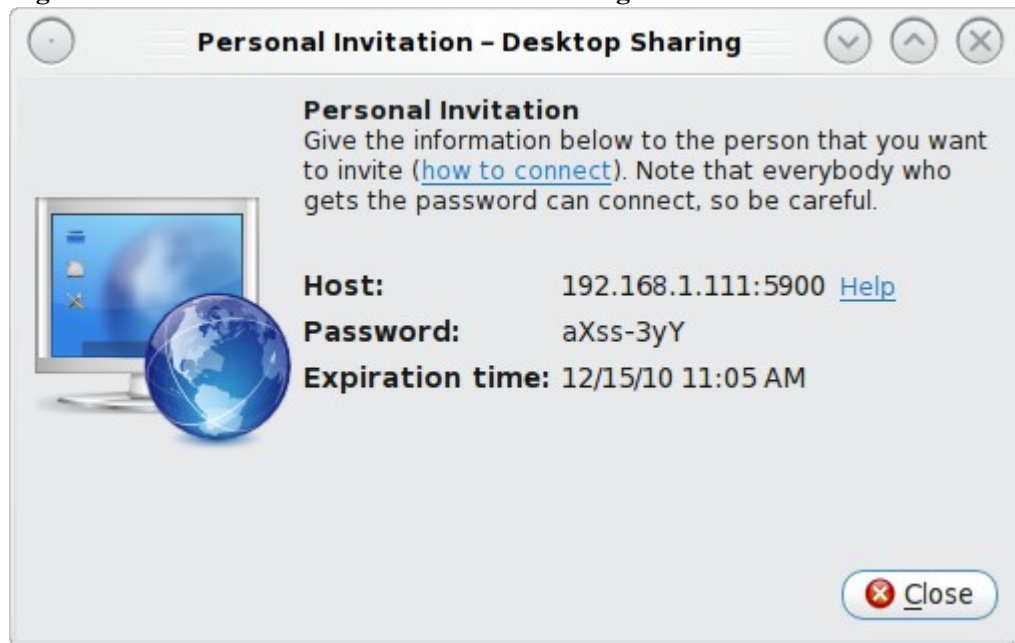 Personal Invitation – Desktop Sharing
Personal Invitation
Give the information below to the person that you want
to invite (how to connect). Note that everybody who
gets the password can connect, so be careful.
Host: 192.168.1.111:5900 Help
Password: aXss-3yY
Expiration time: 12/15/10 11:05 AM
Close